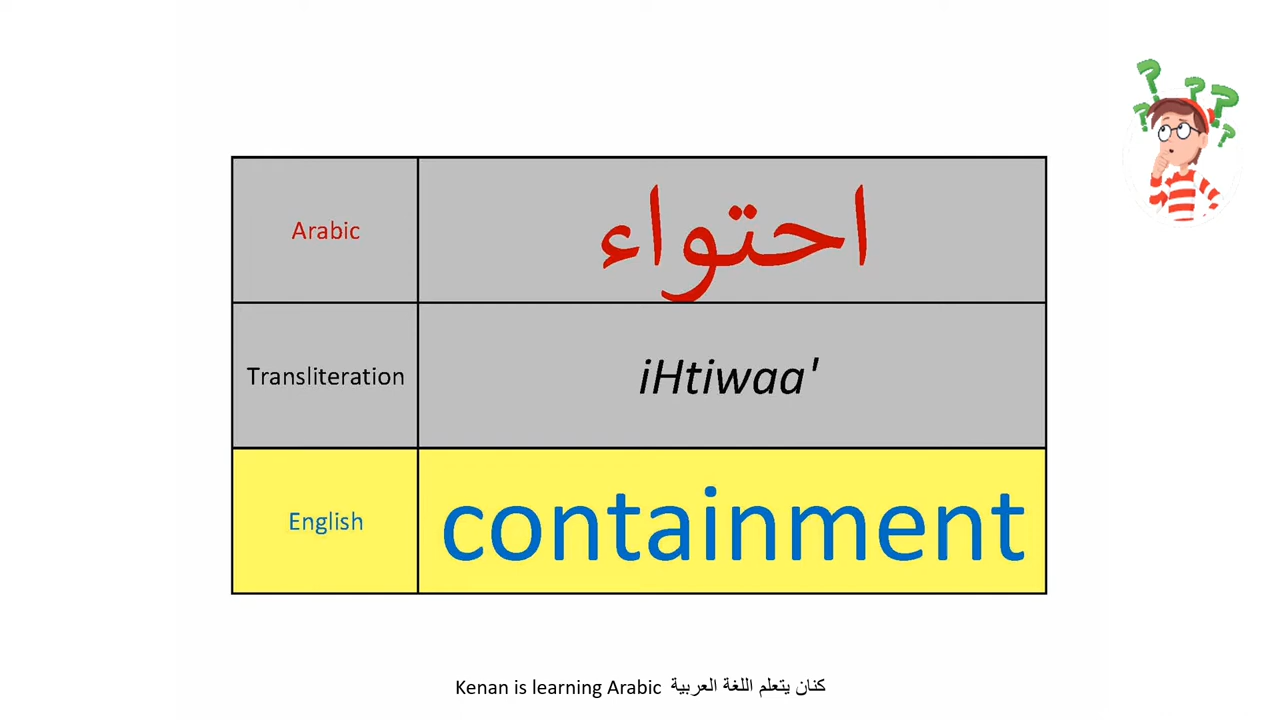 Arabic احتواء
Transliteration iHtiwaa'
English containment
Kenan is learning Arabic كنان يتعلم اللغة العربية